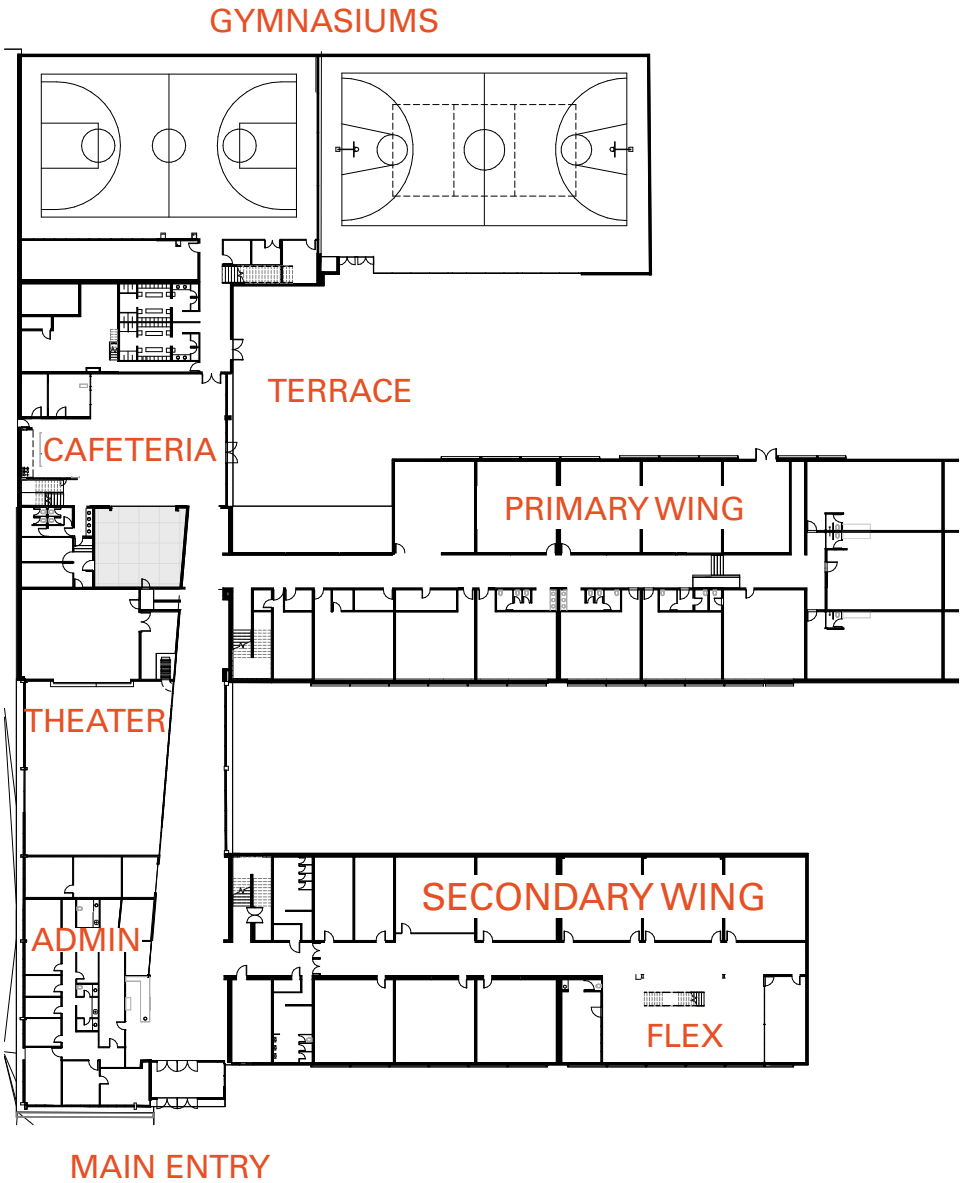 GYMNASIUMS
TERRACE
CAFETERIA
PRIMARY WING
THEATER
SECONDARY WING
ADMIN
FLEX
MAIN ENTRY